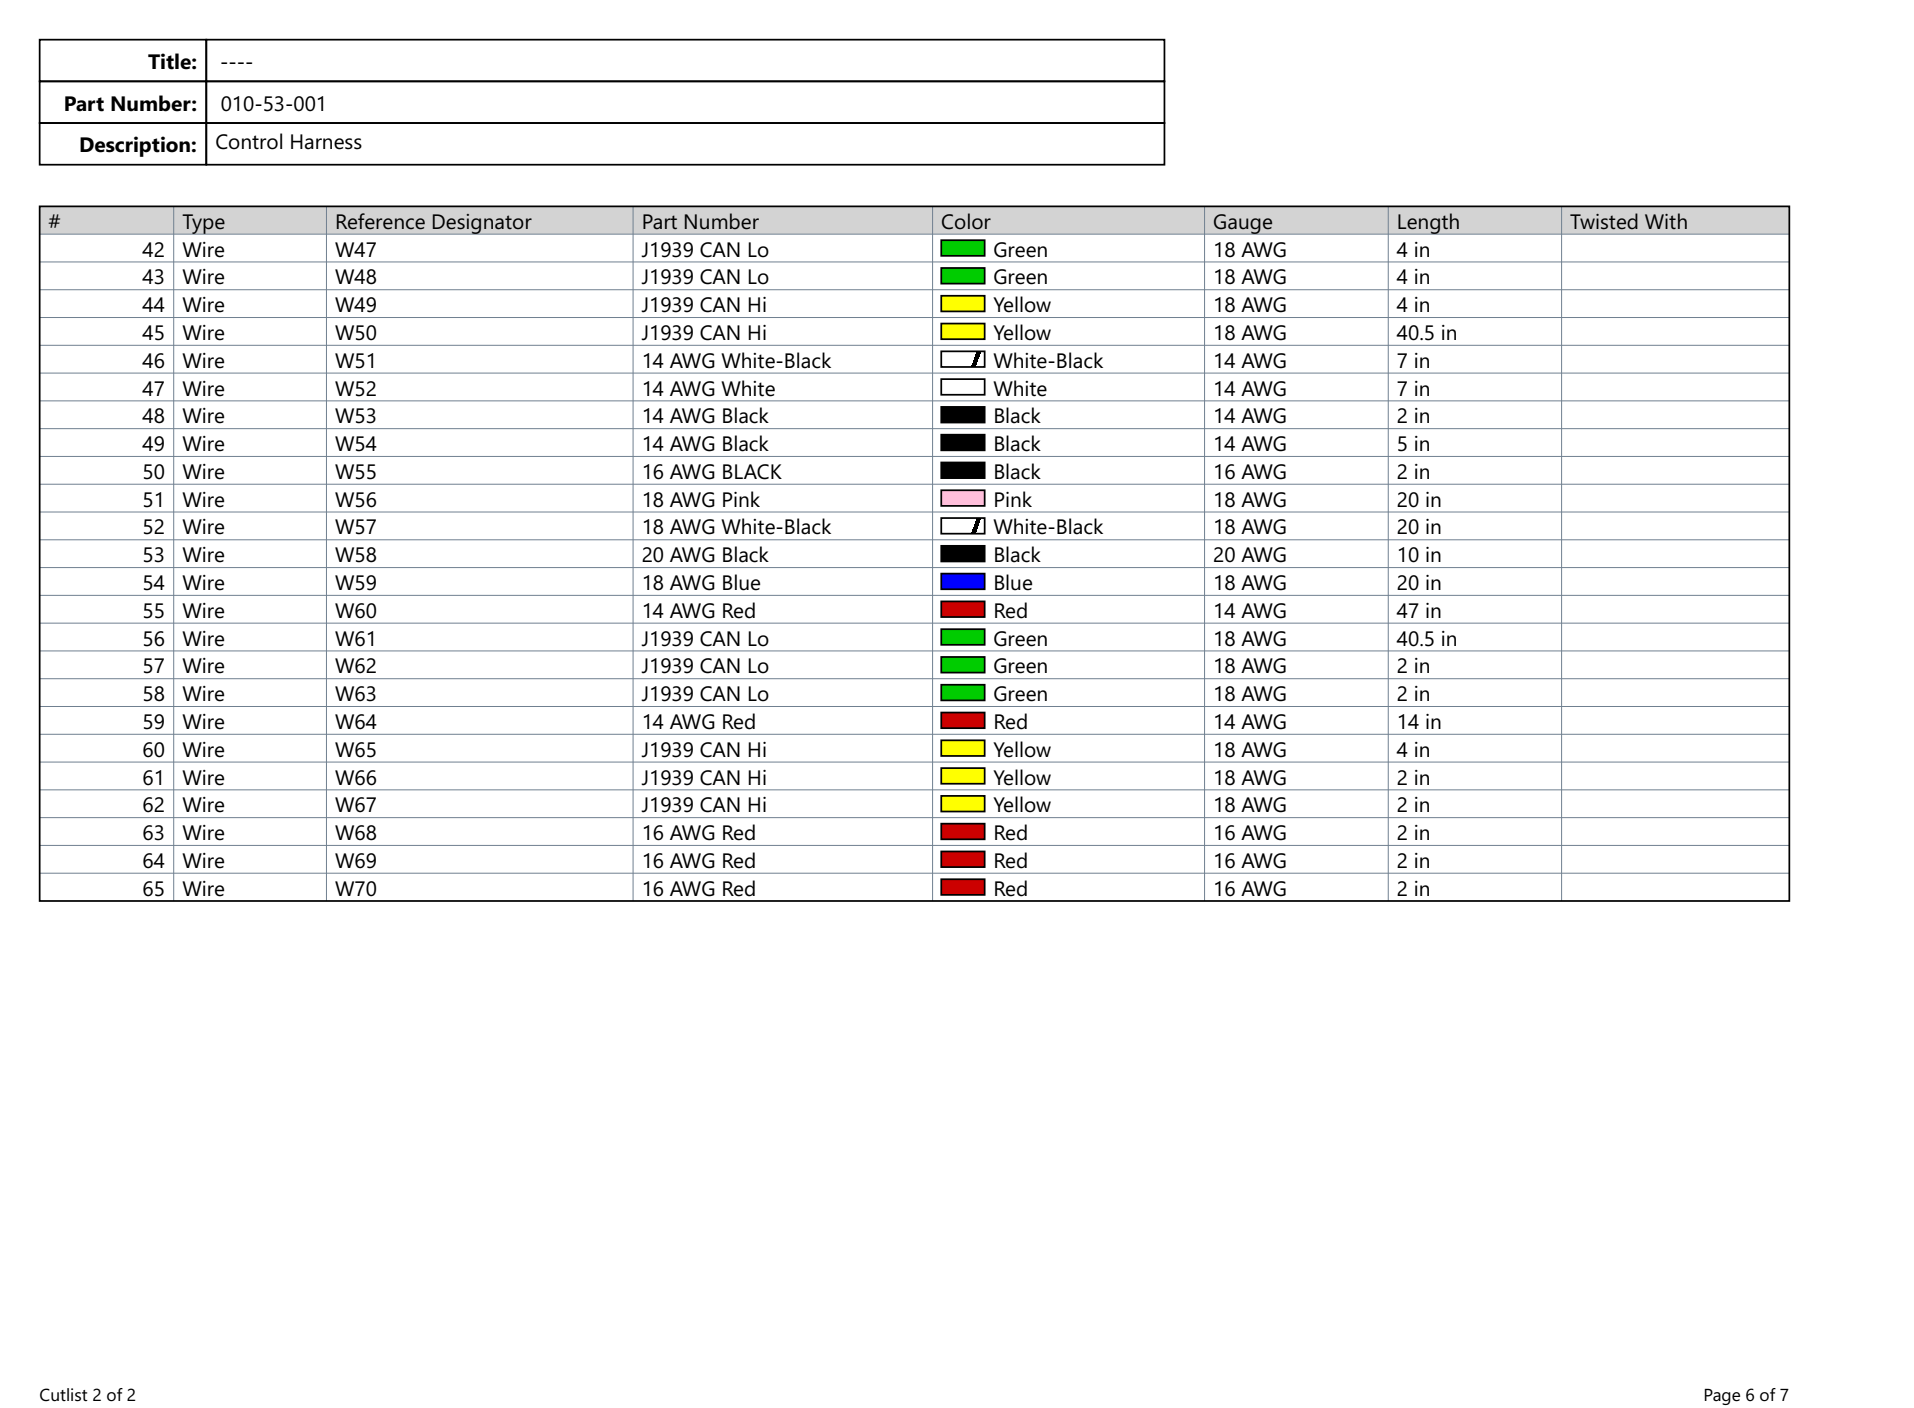 Title: ----
Part Number: 010-53-001
Description: Control Harness
# Type Reference Designator Part Number Color Gauge Length Twisted With
42 Wire W47 J1939 CAN Lo Green 18 AWG 4 in
43 Wire W48 J1939 CAN Lo Green 18 AWG 4 in
44 Wire W49 J1939 CAN Hi Yellow 18 AWG 4 in
45 Wire W50 J1939 CAN Hi Yellow 18 AWG 40.5 in
46 Wire W51 14 AWG White-Black White-Black 14 AWG 7 in
47 Wire W52 14 AWG White White 14 AWG 7 in
48 Wire W53 14 AWG Black Black 14 AWG 2 in
49 Wire W54 14 AWG Black Black 14 AWG 5 in
50 Wire W55 16 AWG BLACK Black 16 AWG 2 in
51 Wire W56 18 AWG Pink Pink 18 AWG 20 in
52 Wire W57 18 AWG White-Black White-Black 18 AWG 20 in
53 Wire W58 20 AWG Black Black 20 AWG 10 in
54 Wire W59 18 AWG Blue Blue 18 AWG 20 in
55 Wire W60 14 AWG Red Red 14 AWG 47 in
56 Wire W61 J1939 CAN Lo Green 18 AWG 40.5 in
57 Wire W62 J1939 CAN Lo Green 18 AWG 2 in
58 Wire W63 J1939 CAN Lo Green 18 AWG 2 in
59 Wire W64 14 AWG Red Red 14 AWG 14 in
60 Wire W65 J1939 CAN Hi Yellow 18 AWG 4 in
61 Wire W66 J1939 CAN Hi Yellow 18 AWG 2 in
62 Wire W67 J1939 CAN Hi Yellow 18 AWG 2 in
63 Wire W68 16 AWG Red Red 16 AWG 2 in
64 Wire W69 16 AWG Red Red 16 AWG 2 in
65 Wire W70 16 AWG Red Red 16 AWG 2 in
Cutlist 2 of 2 Page 6 of 7